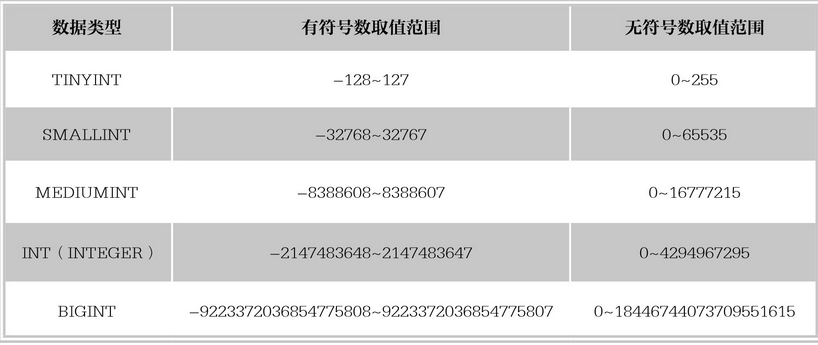 数据类型 有符号数取值范围 无符号数取值范围
TINYINT −128~127 0~255
SMALLINT −32768~32767 0~65535
MEDIUMINT −8388608~8388607 0~16777215
INT（INTEGER） −2147483648~2147483647 0~4294967295
BIGINT −9223372036854775808~9223372036854775807 0~18446744073709551615